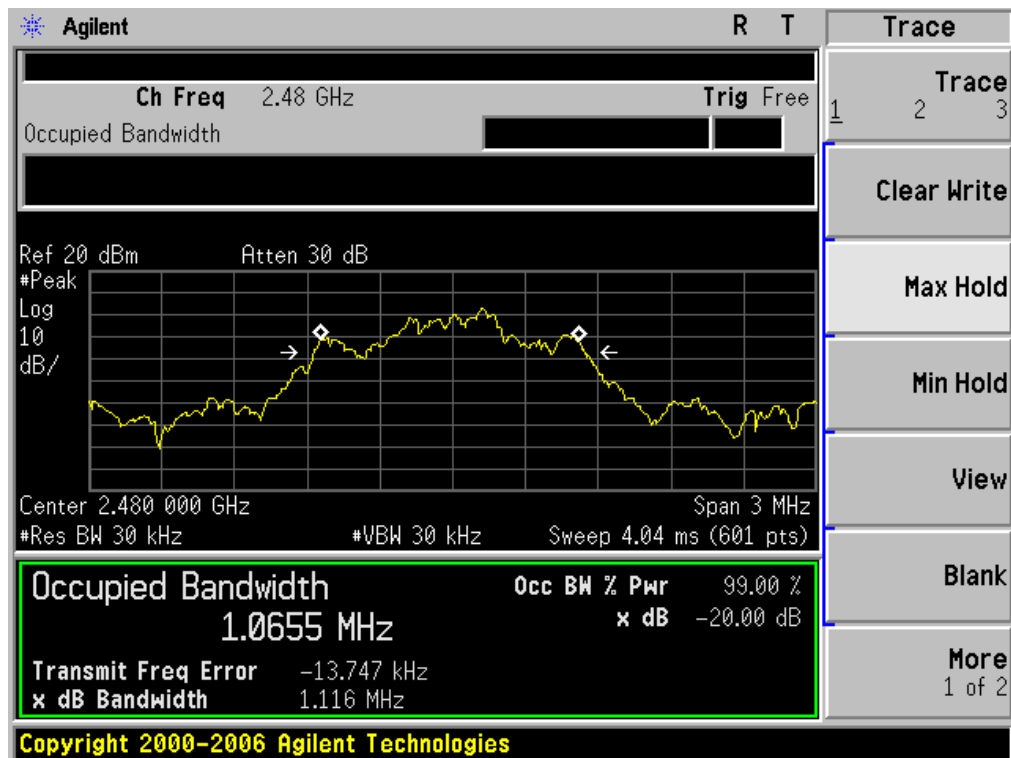 Agilent R T
Ch Freq 2.48 GHz Trig Free
Occupied Bandwidth
Ref 20 dBm Atten 30 dB
#Peak
Log
10
dB/
Center 2.480 000 GHz Span 3 MHz
#Res BW 30 kHz #VBW 30 kHz Sweep 4.04 ms (601 pts)
Occupied Bandwidth Occ BW % Pwr 99.00 %
1.0655 MHz x dB -20.00 dB
Transmit Freq Error -13.747 kHz
x dB Bandwidth 1.116 MHz
Copyright 2000-2006 Agilent Technologies
Trace
Trace
1 2 3
Clear Write
Max Hold
Min Hold
View
Blank
More
1 of 2